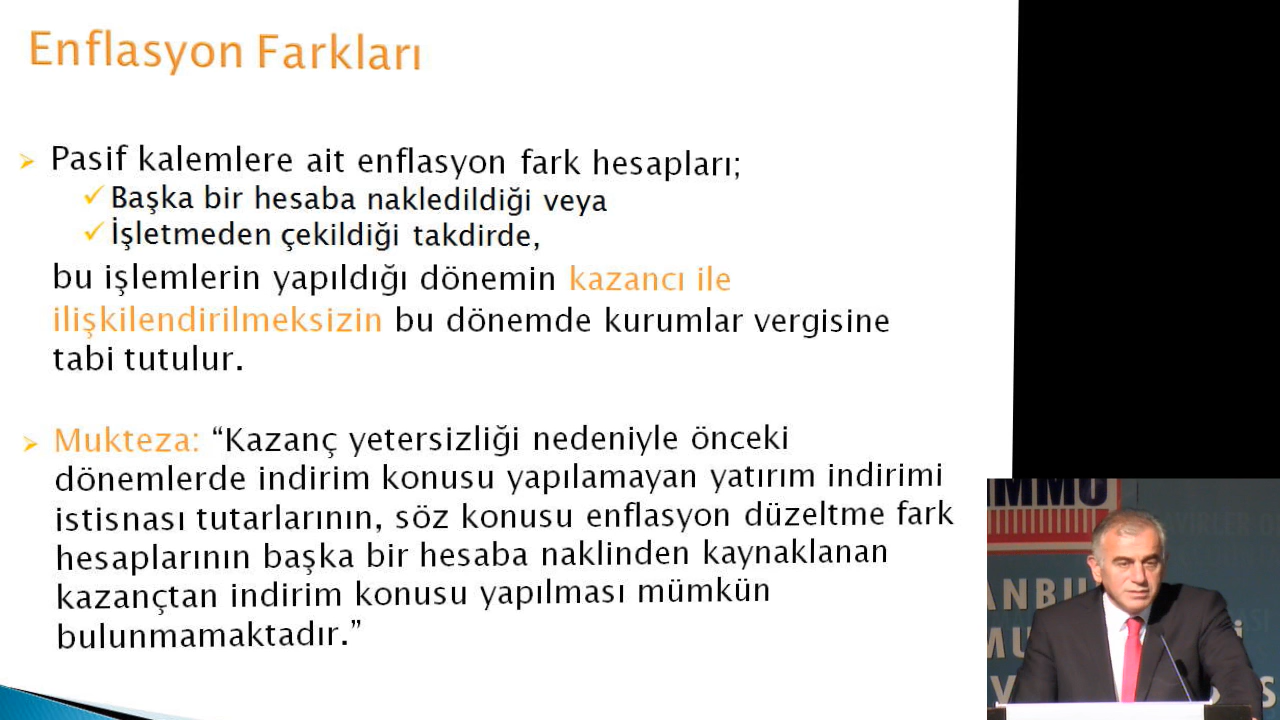 Enflasyon Farkları
Pasif kalemlere ait enflasyon fark hesapları;
Başka bir hesaba nakledildiği veya
İşletmeden çekildiği takdirde,
bu işlemlerin yapıldığı dönemin kazancı ile
ilişkilendirilmeksizin bu dönemde kurumlar vergisine
tabi tutulur.
Mukteza: “Kazanç yetersizliği nedeniyle önceki
dönemlerde indirim konusu yapılamayan yatırım indirimi
istisnası tutarlarının, söz konusu enflasyon düzeltme fark
hesaplarının başka bir hesaba naklinden kaynaklanan
kazançtan indirim konusu yapılması mümkün
bulunmamaktadır.”